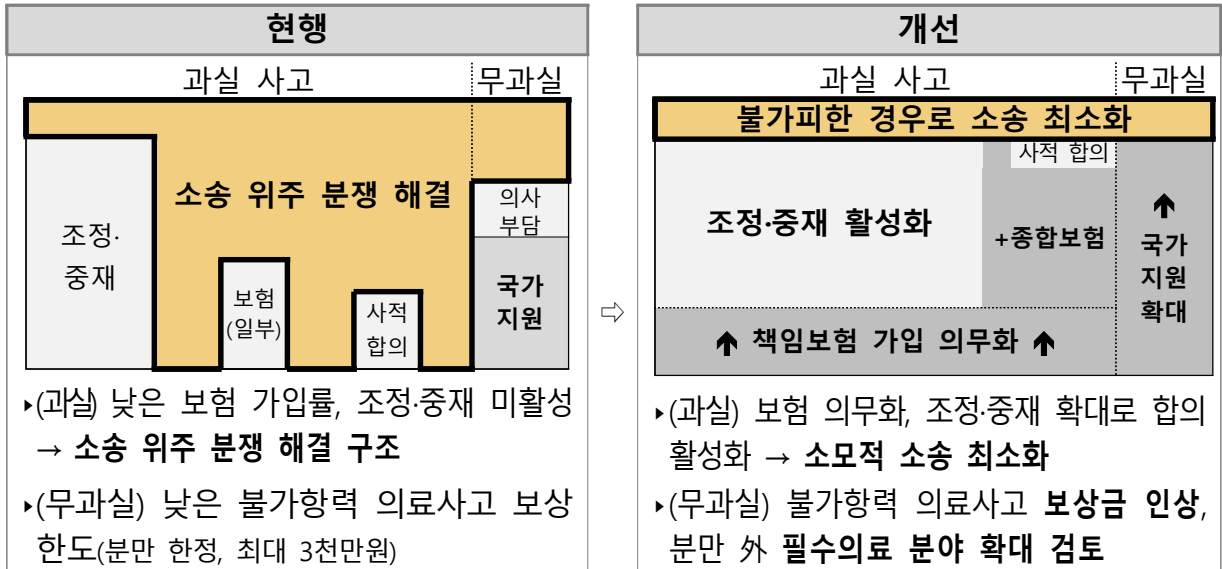 현행
과실 사고
무과실
소송 위주 분쟁 해결
조정·
중재
보험
(일부)
사적
합의
의사
부담
국가
지원
▸(과실) 낮은 보험 가입률, 조정·중재 미활성
→ 소송 위주 분쟁 해결 구조
▸(무과실) 낮은 불가항력 의료사고 보상
한도(분만 한정, 최대 3천만원)
⇨
개선
과실 사고
무과실
불가피한 경우로 소송 최소화
사적 합의
조정·중재 활성화
+종합보험
🡹
국가
지원
확대
🡹 책임보험 가입 의무화 🡹
▸(과실) 보험 의무화, 조정·중재 확대로 합의
활성화 → 소모적 소송 최소화
▸(무과실) 불가항력 의료사고 보상금 인상,
분만 外 필수의료 분야 확대 검토